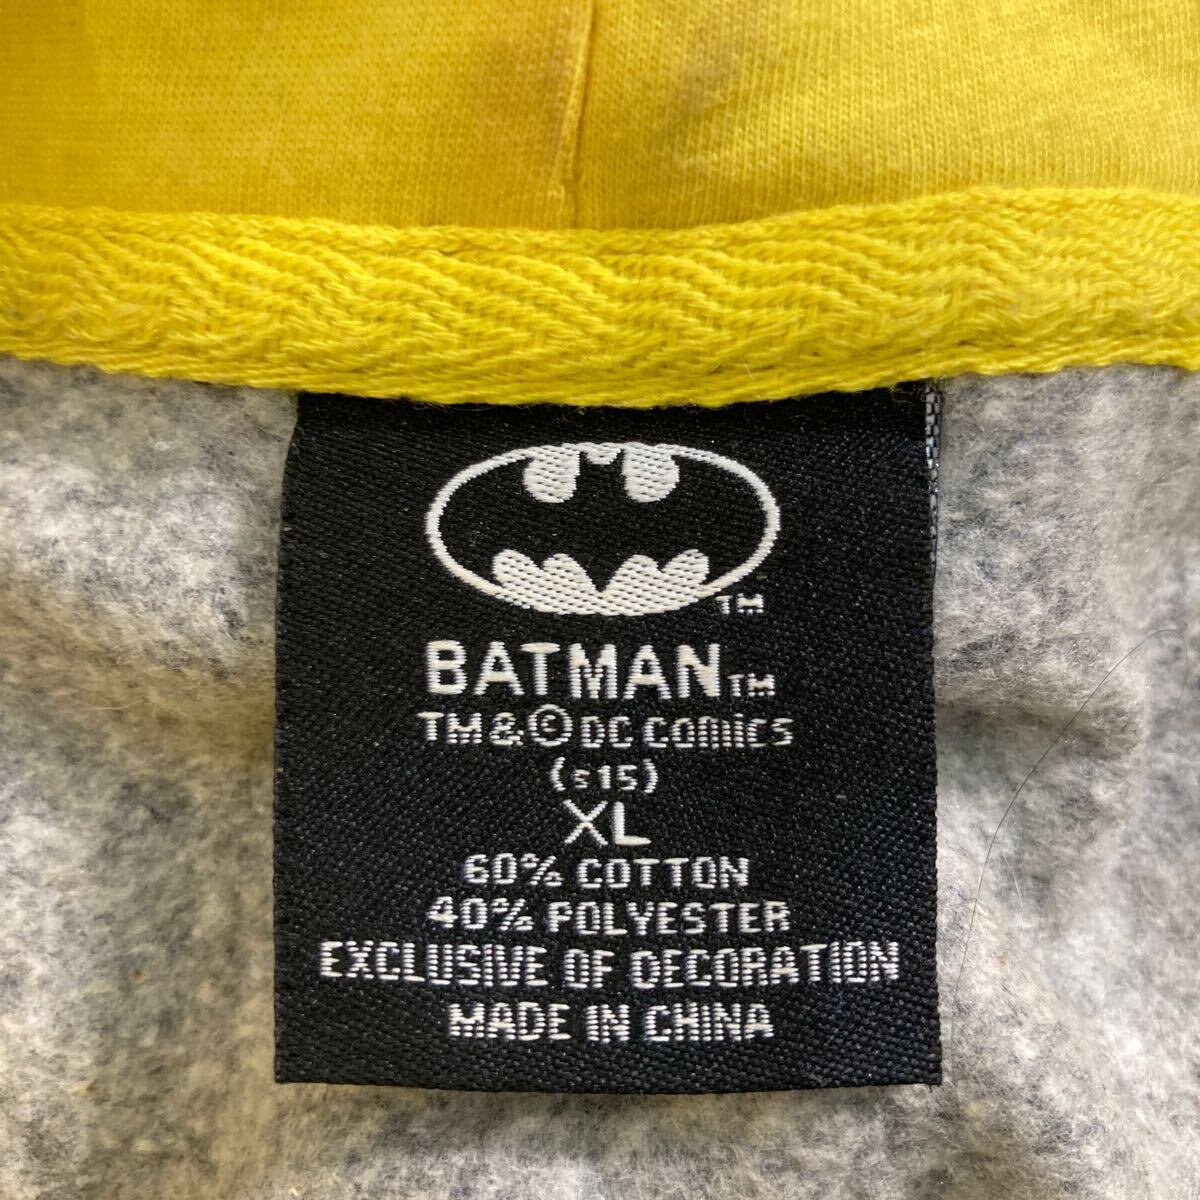 TM
BATMAN TM
TM & © DC COMICS
(s15)
XL
60% COTTON
40% POLYESTER
EXCLUSIVE OF DECORATION
MADE IN CHINA